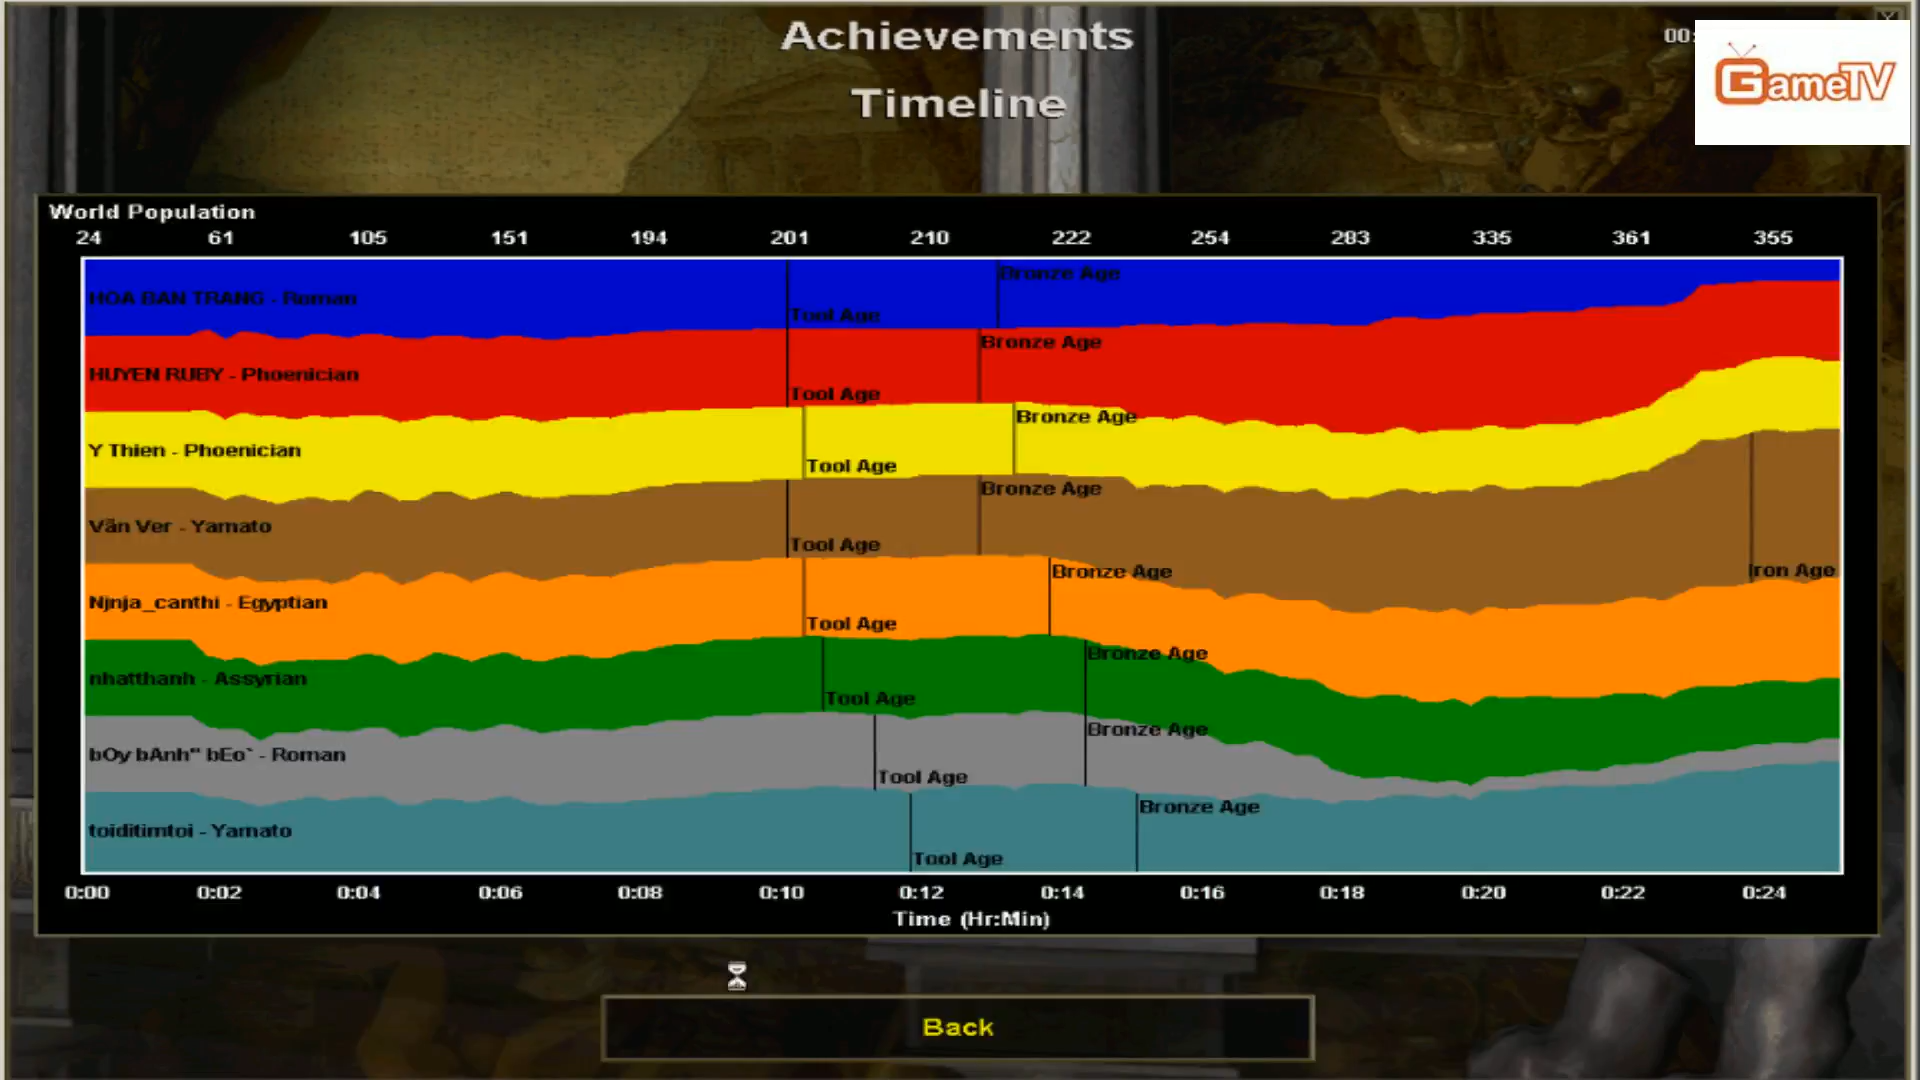 Achievements
00:
GameTV
Timeline
World Population
24 61 105 151 194 201 210 222 254 283 335 361 355
Bronze Age
HOA BAN TRANG - Roman
Tool Age
Bronze Age
HUYEN RUBY - Phoenician
Tool Age
Bronze Age
Y Thien - Phoenician
Tool Age
Bronze Age
Vãn Ver - Yamato
Tool Age
Iron Age
Bronze Age
Njnja_canthi - Egyptian
Tool Age
Bronze Age
nhatthanh - Assyrian
Tool Age
Bronze Age
bOy bAnh" bEo` - Roman
Tool Age
Bronze Age
toiditimtoi - Yamato
Tool Age
0:00 0:02 0:04 0:06 0:08 0:10 0:12 0:14 0:16 0:18 0:20 0:22 0:24
Time (Hr:Min)
Back